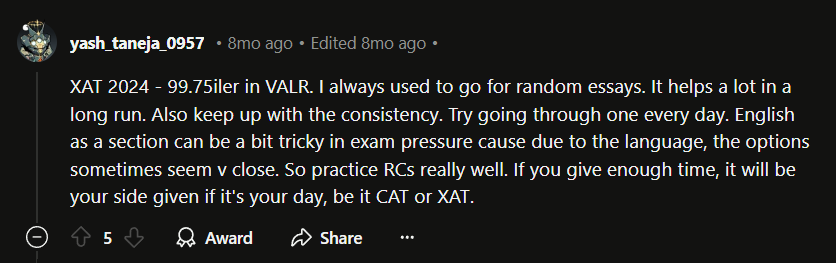 yash_taneja_0957 • 8mo ago • Edited 8mo ago •
XAT 2024 - 99.75iler in VALR. I always used to go for random essays. It helps a lot in a
long run. Also keep up with the consistency. Try going through one every day. English
as a section can be a bit tricky in exam pressure cause due to the language, the options
sometimes seem v close. So practice RCs really well. If you give enough time, it will be
your side given if it's your day, be it CAT or XAT.
5 Award Share ···